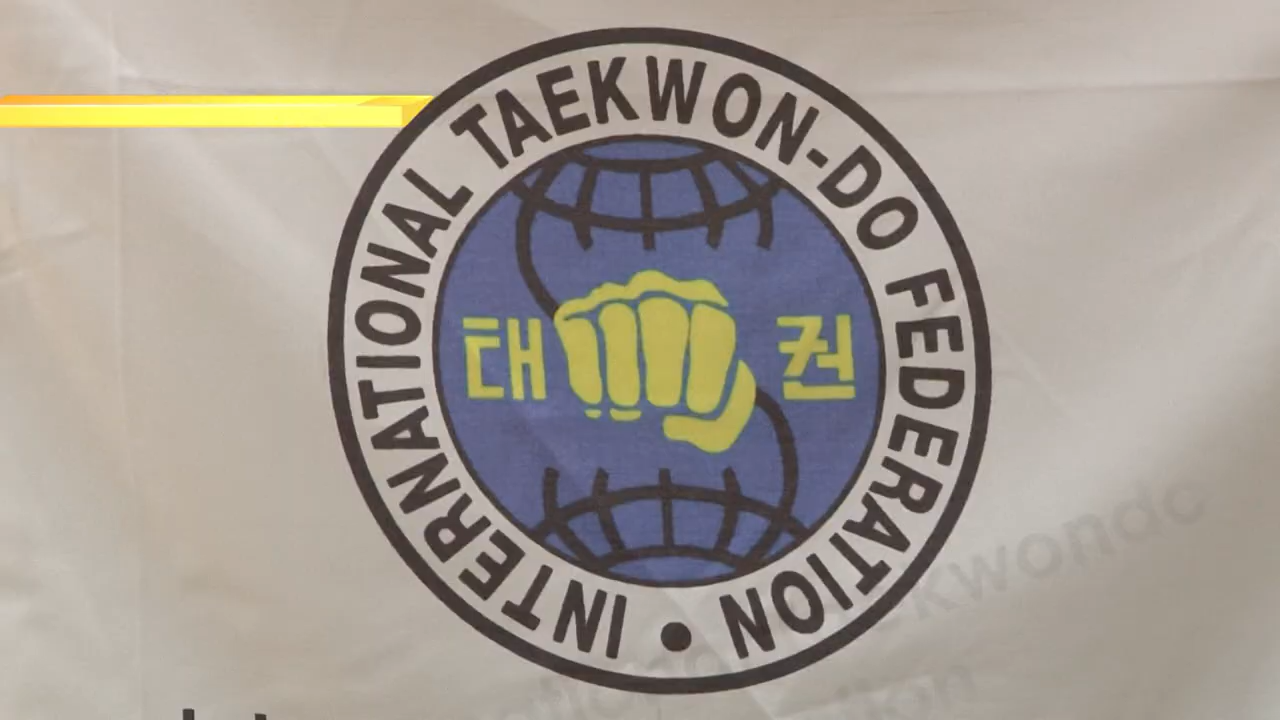 INTERNATIONAL TAEKWON-DO FEDERATION •
태 권